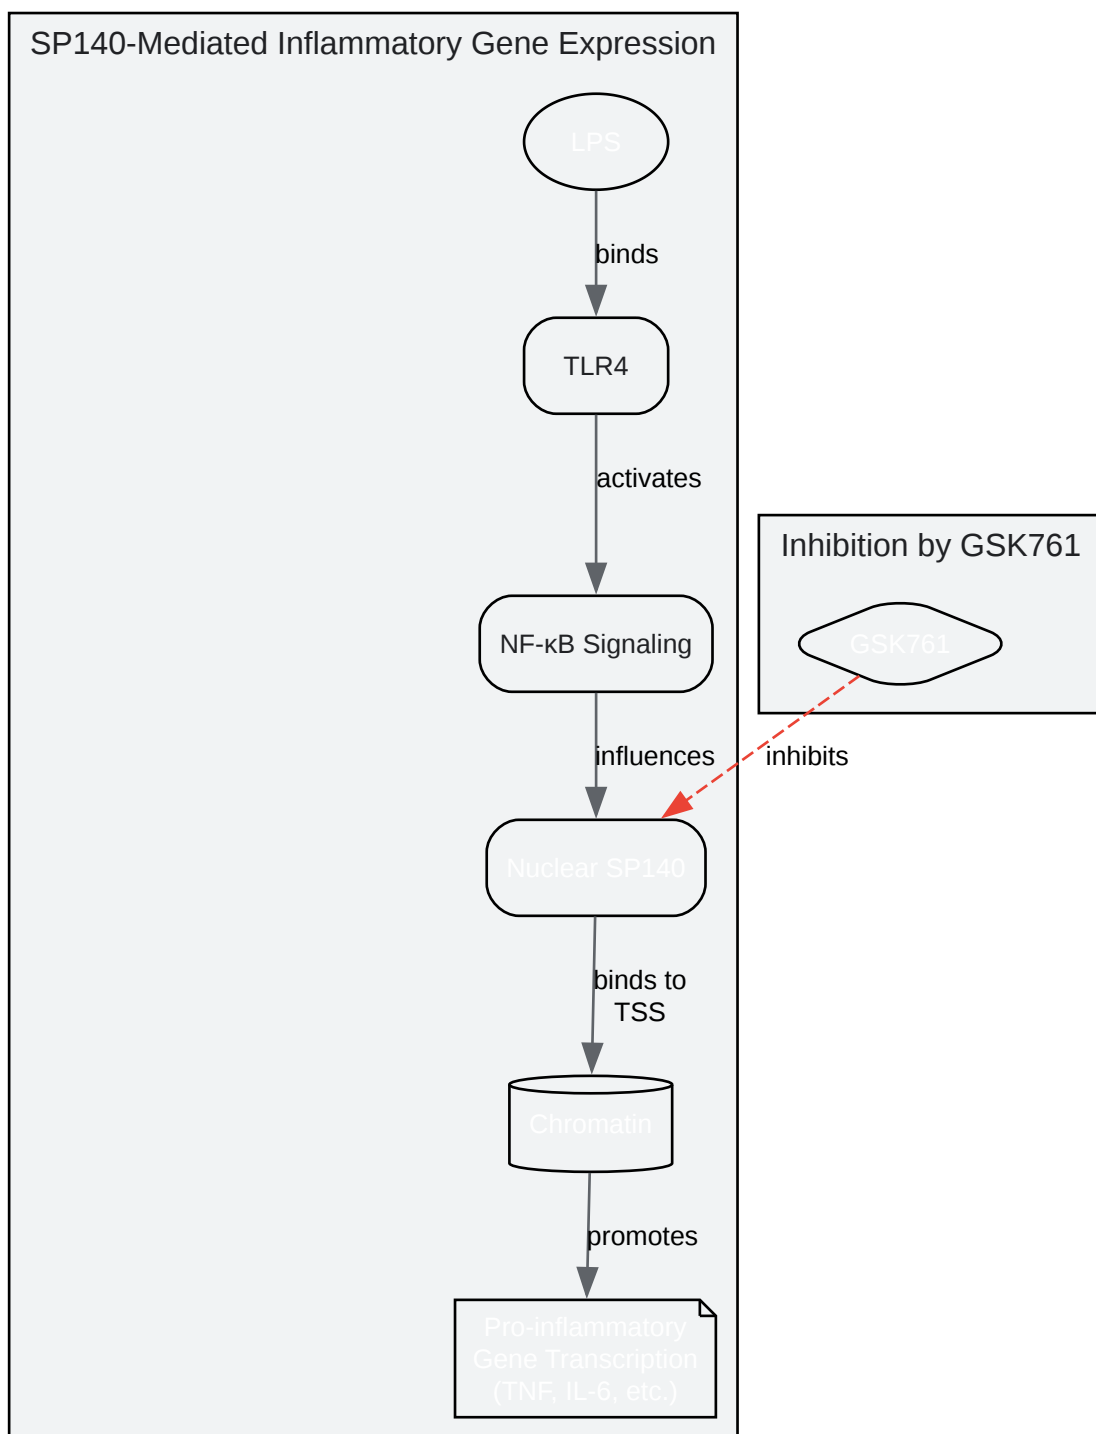 SP140-Mediated Inflammatory Gene Expression
LPS
binds
TLR4
activates
Inhibition by GSK761
NF-κB Signaling
GSK761
influences
inhibits
Nuclear SP140
binds to
TSS
Chromatin
promotes
Pro-inflammatory
Gene Transcription
(TNF, IL-6, etc.)